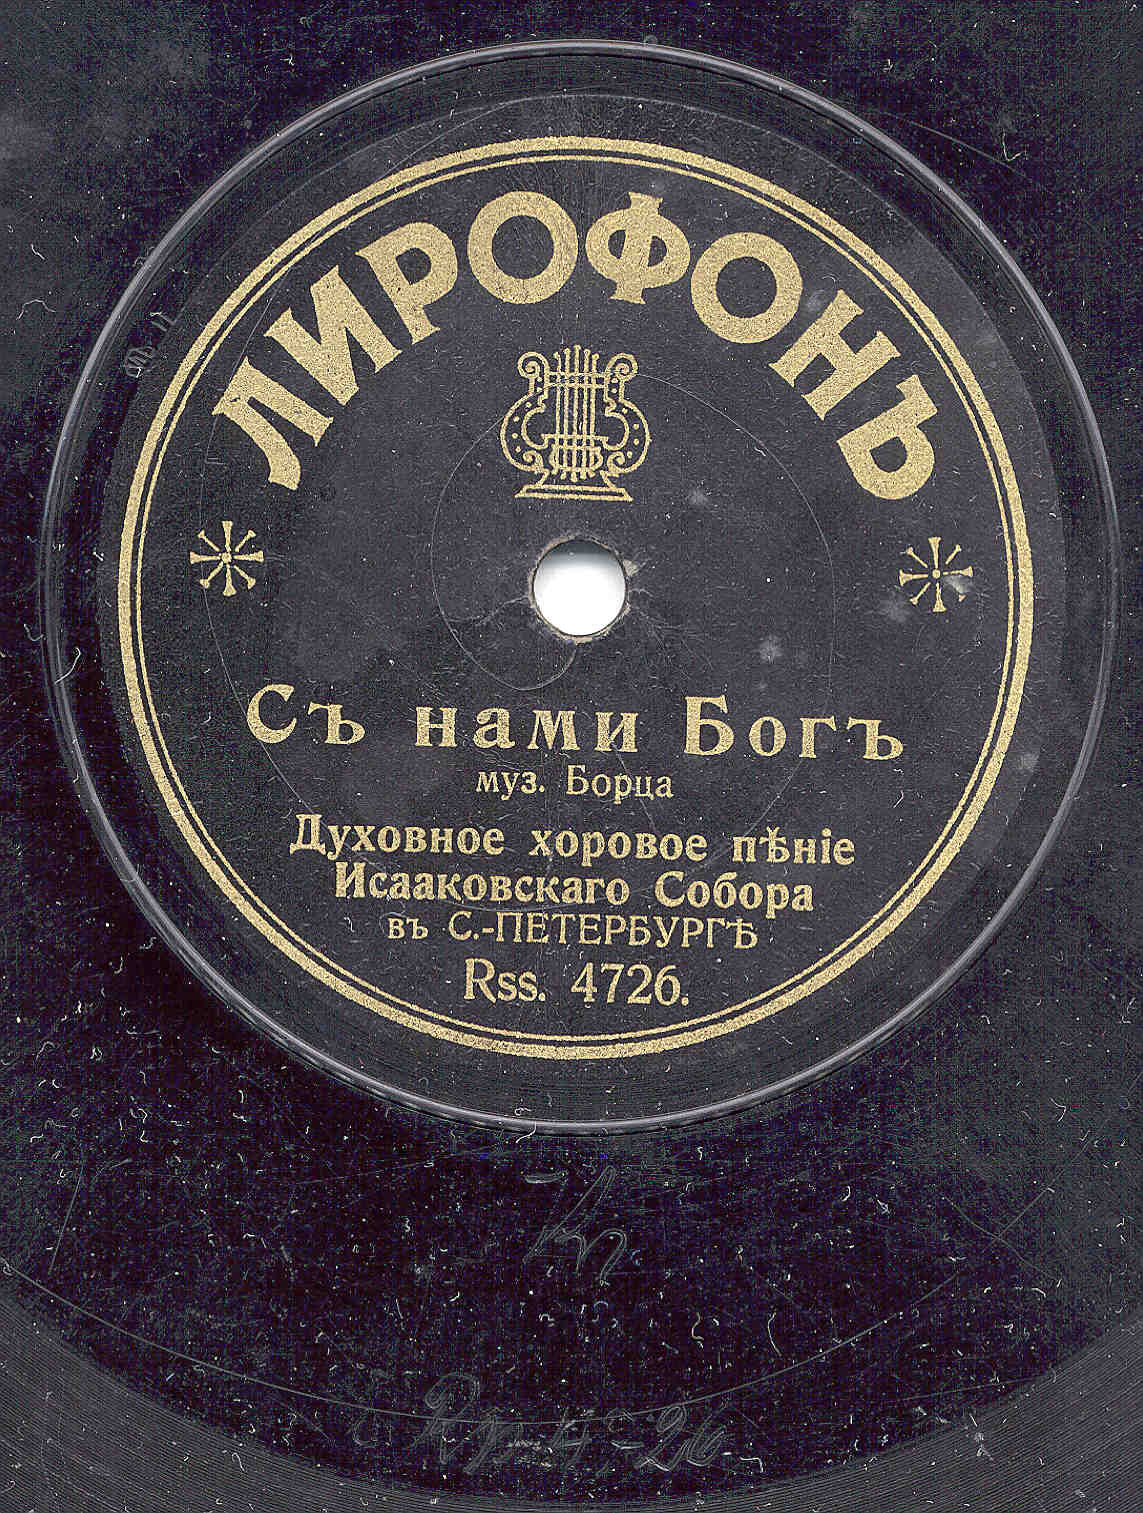 ЛИРОФОНЪ
Съ нами Богъ
муз. Борца
Духовное хоровое пѣніе
Исааковскаго Собора
въ С.-ПЕТЕРБУРГѢ
Rss. 4726.